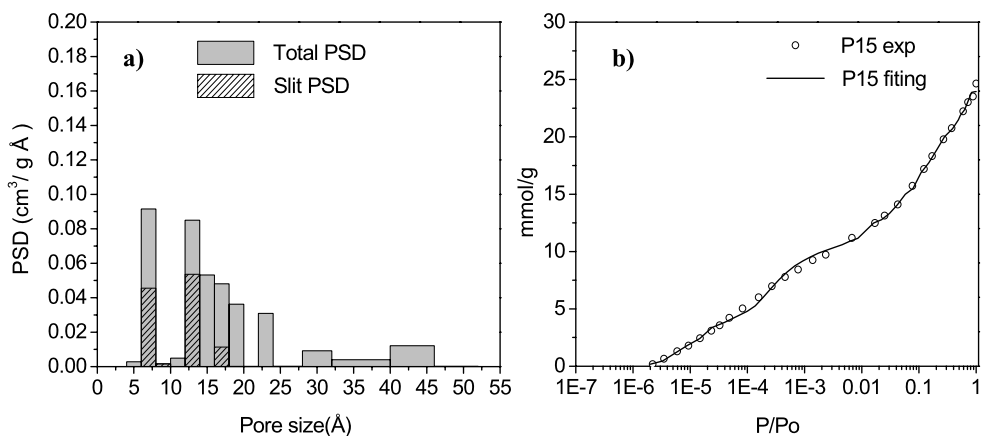 a)
Total PSD
Slit PSD
PSD (cm³/ g Å )
0.20
0.18
0.16
0.14
0.12
0.10
0.08
0.06
0.04
0.02
0.00
0 5 10 15 20 25 30 35 40 45 50 55
Pore size(Å)
b)
P15 exp
P15 fiting
mmol/g
30
25
20
15
10
5
0
1E-7 1E-6 1E-5 1E-4 1E-3 0.01 0.1 1
P/Po